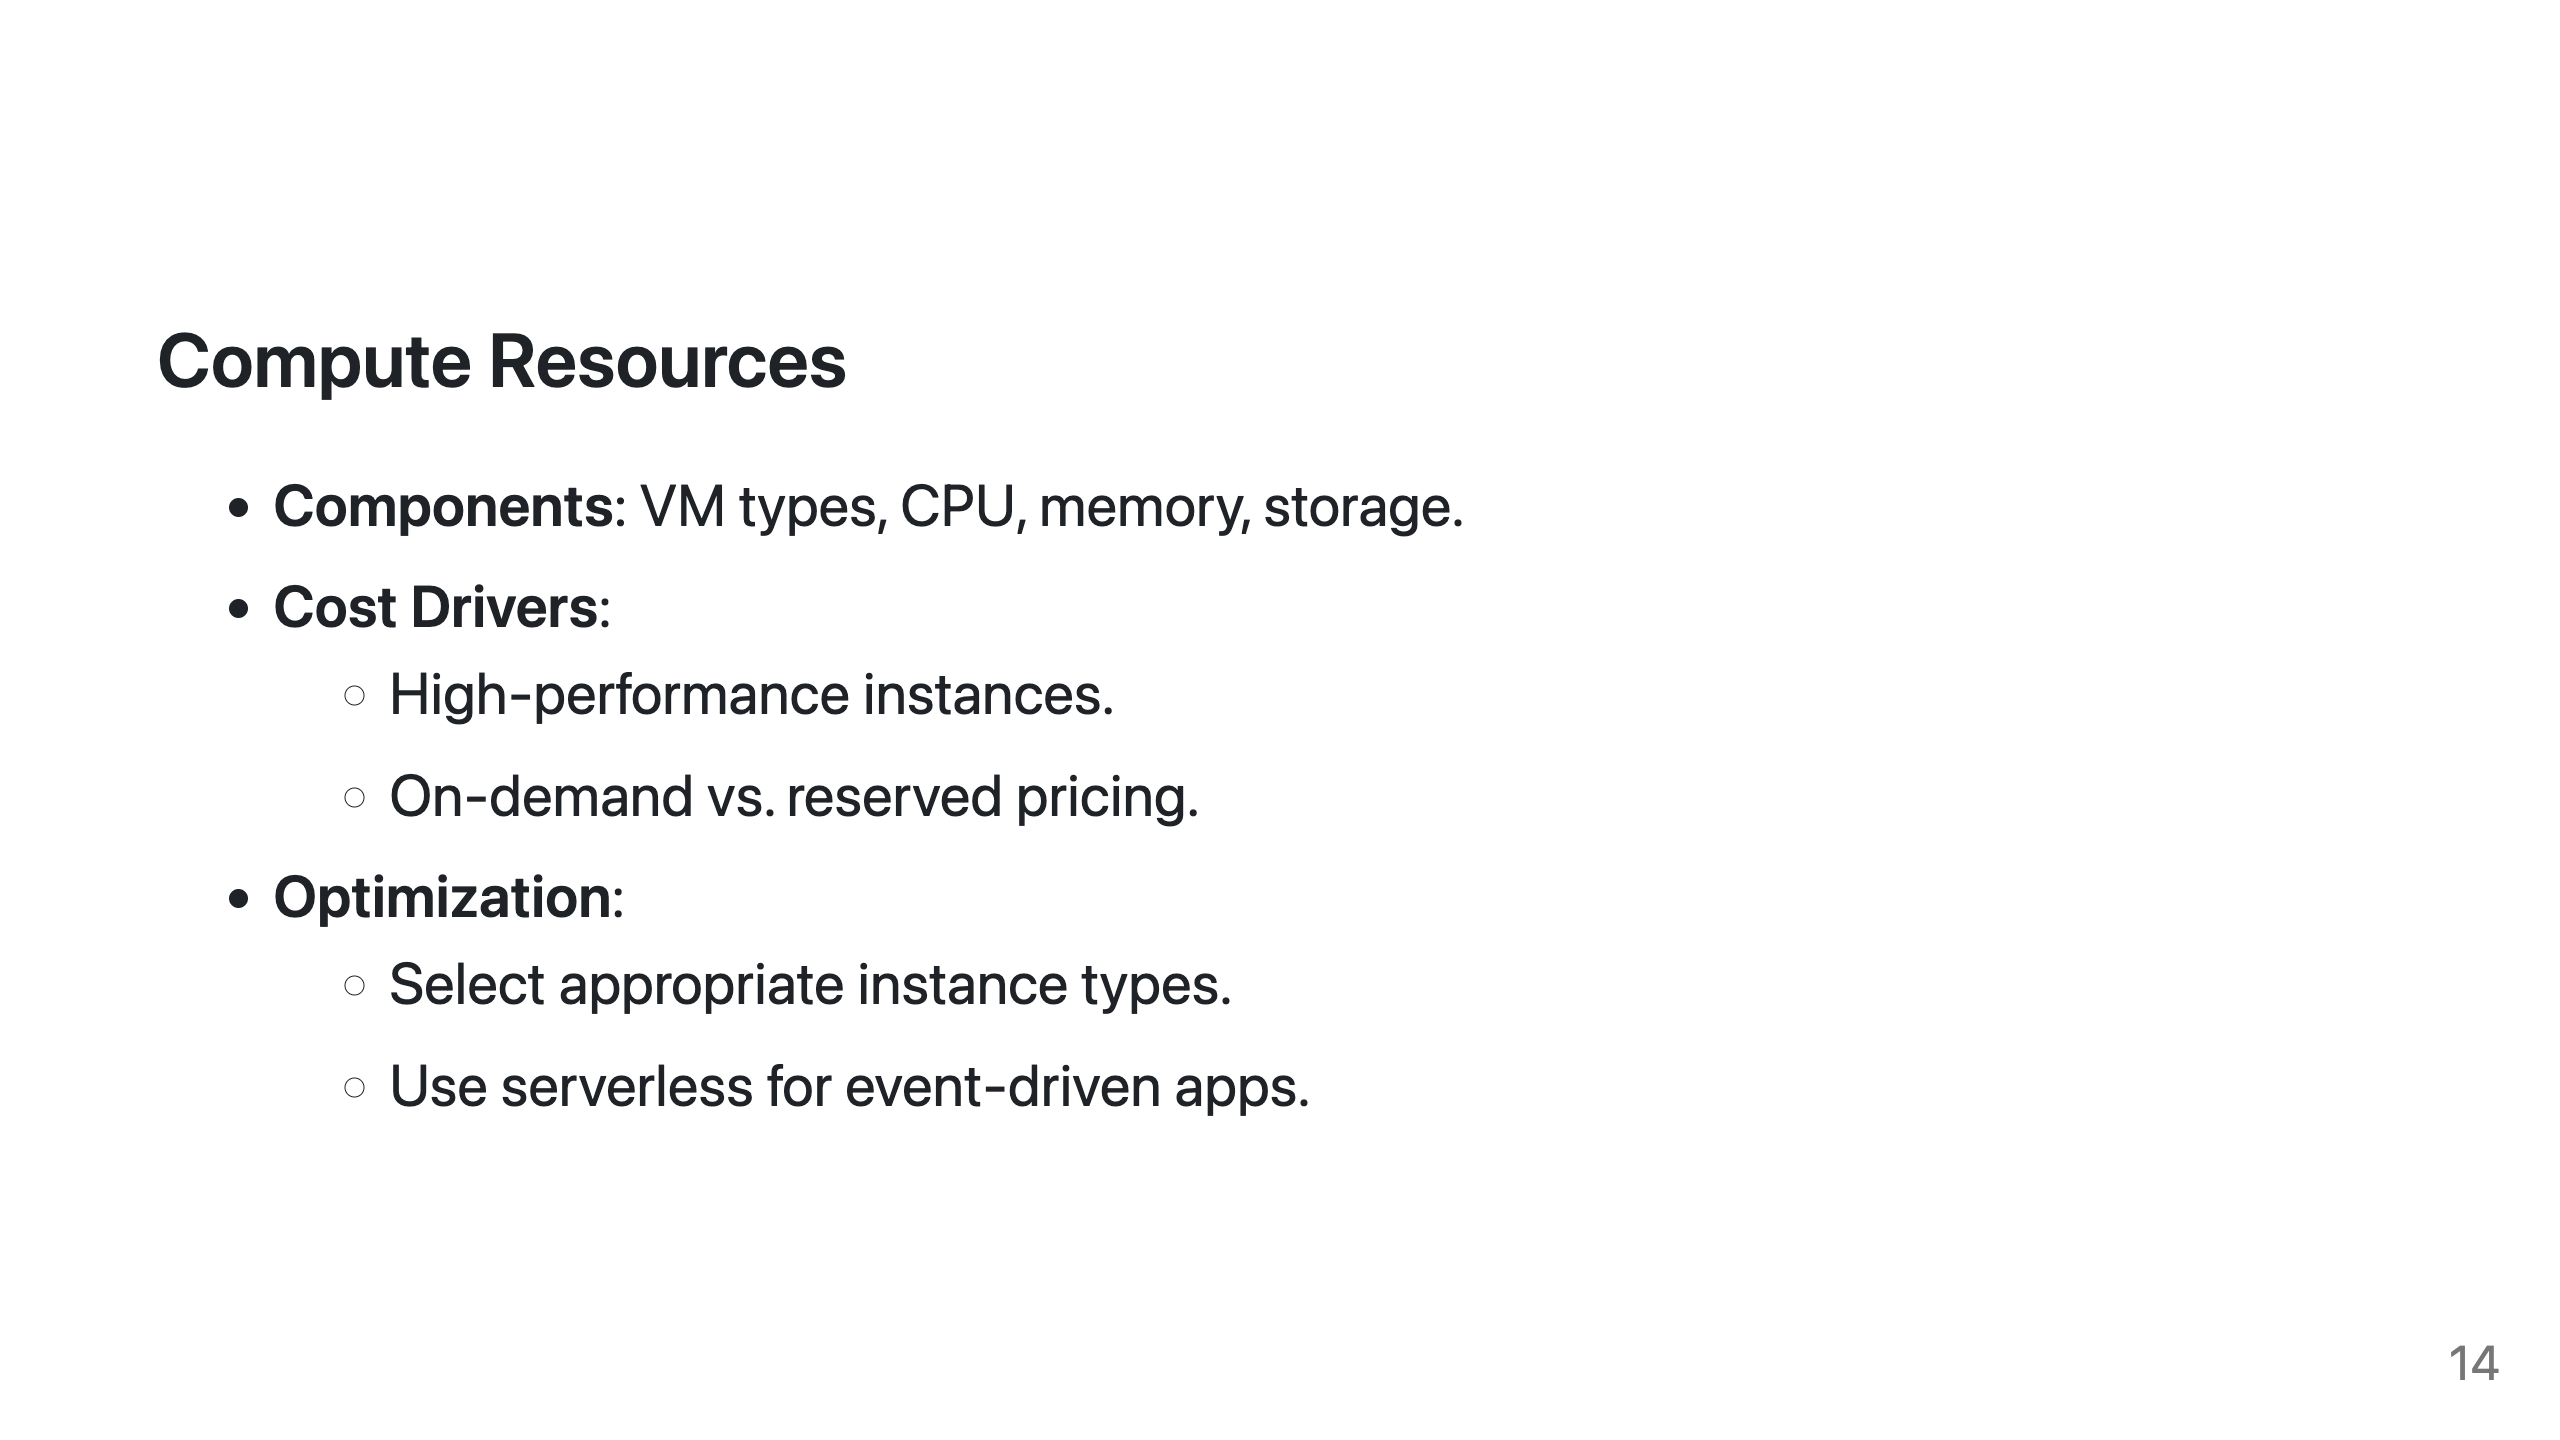 Compute Resources
• Components: VM types, CPU, memory, storage.
• Cost Drivers:
○ High-performance instances.
○ On-demand vs. reserved pricing.
• Optimization:
○ Select appropriate instance types.
○ Use serverless for event-driven apps.
14